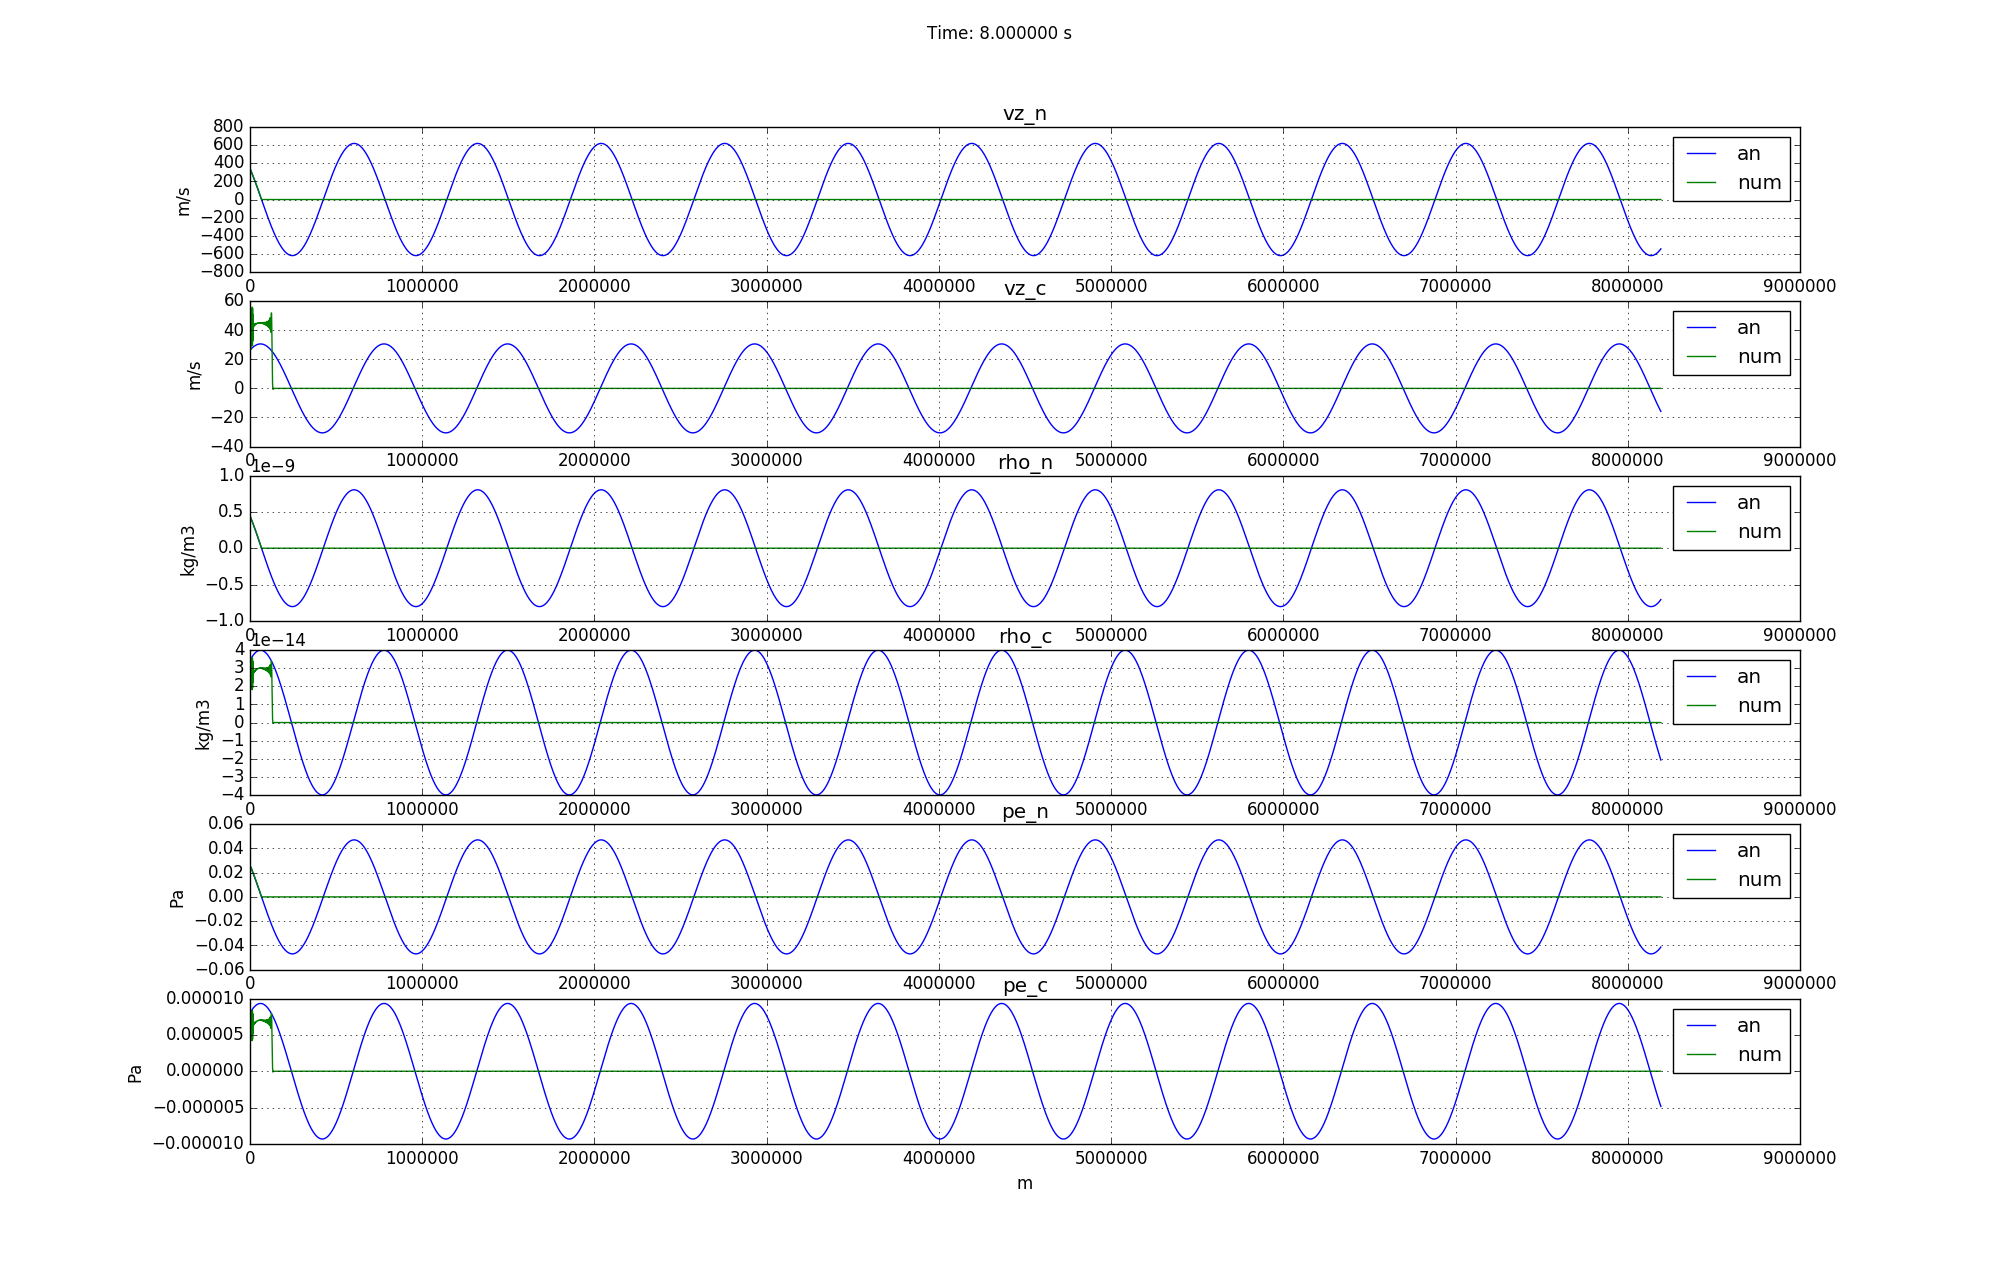 Time: 8.000000 s
vz_n
800
600
400
200
0
−200
−400
−600
−800
m/s
an
num
0 1000000 2000000 3000000 4000000 5000000 6000000 7000000 8000000 9000000
vz_c
60
40
20
0
−20
−40
m/s
an
num
0 1000000 2000000 3000000 4000000 5000000 6000000 7000000 8000000 9000000
1e−9
rho_n
1.0
0.5
0.0
−0.5
−1.0
kg/m3
an
num
0 1000000 2000000 3000000 4000000 5000000 6000000 7000000 8000000 9000000
1e−14
rho_c
4
3
2
1
0
−1
−2
−3
−4
kg/m3
an
num
0 1000000 2000000 3000000 4000000 5000000 6000000 7000000 8000000 9000000
pe_n
0.06
0.04
0.02
0.00
−0.02
−0.04
−0.06
Pa
an
num
0 1000000 2000000 3000000 4000000 5000000 6000000 7000000 8000000 9000000
pe_c
0.000010
0.000005
0.000000
−0.000005
−0.000010
Pa
an
num
0 1000000 2000000 3000000 4000000 5000000 6000000 7000000 8000000 9000000
m